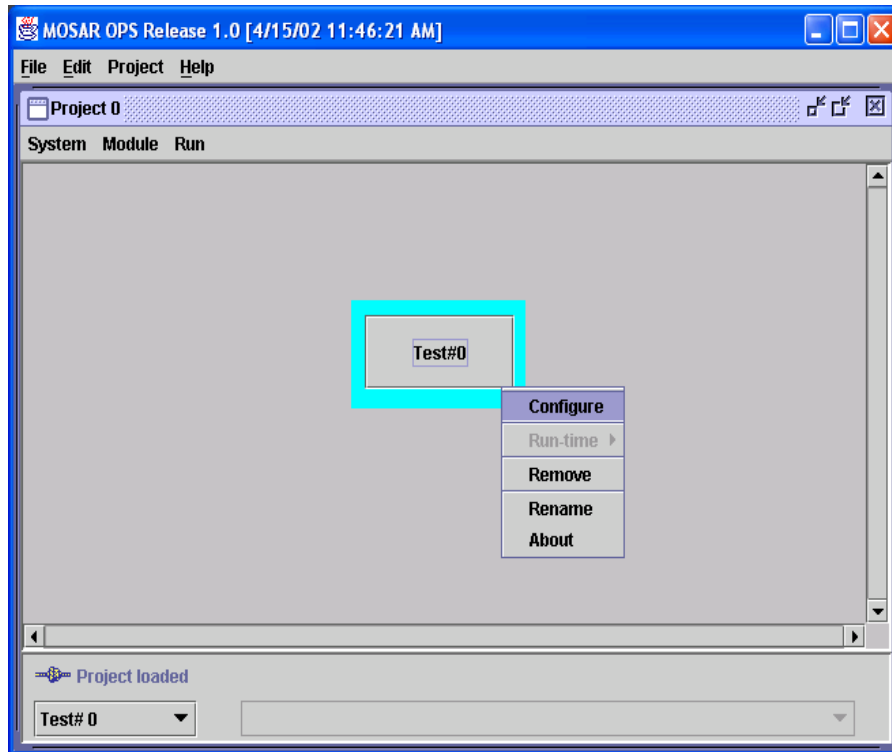 MOSAR OPS Release 1.0 [4/15/02 11:46:21 AM]
File Edit Project Help
Project 0
System Module Run
Test#0
Configure
Run-time
Remove
Rename
About
Project loaded
Test# 0